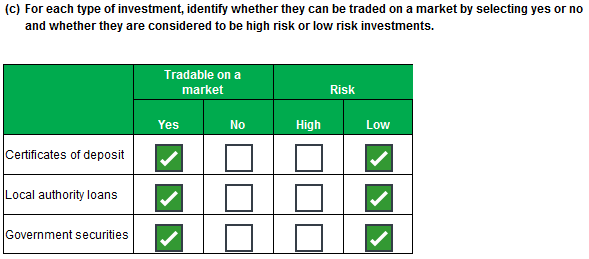 (c) For each type of investment, identify whether they can be traded on a market by selecting yes or no
and whether they are considered to be high risk or low risk investments.
Tradable on a
market
Risk
Yes No High Low
Certificates of deposit
Local authority loans
Government securities